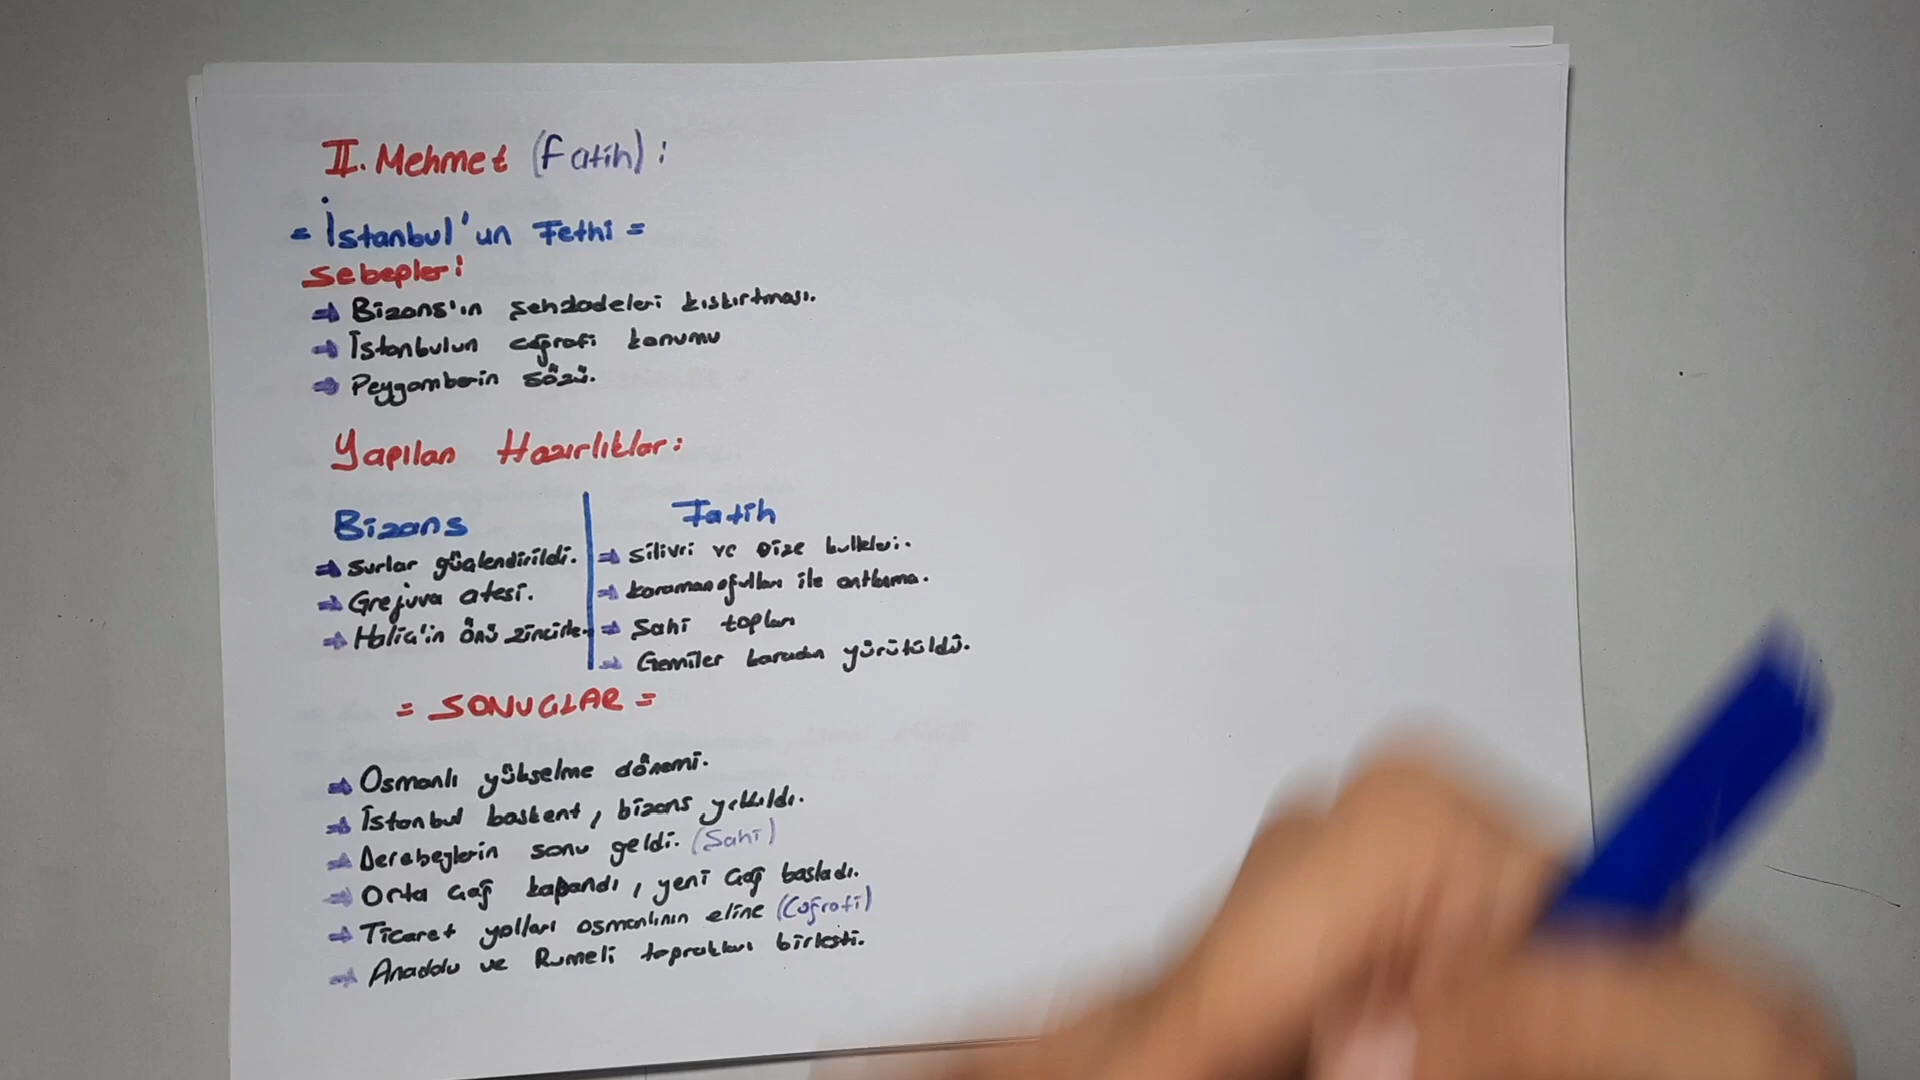 II. Mehmet (Fatih) :
= İstanbul'un Fethi =
Sebepler:
⇒ Bizans'ın şehzadeleri kışkırtması.
⇒ İstanbulun coğrafi konumu
⇒ Peygamberin sözü.
Yapılan Hazırlıklar:
Bizans
⇒ Surlar güçlendirildi.
⇒ Grejuva ateşi.
⇒ Haliç'in önü zincirle.
Fatih
⇒ Silivri ve Vize kuleleri.
⇒ Karamanoğulları ile antlaşma.
⇒ Şahi topları
⇒ Gemiler karadan yürütüldü.
= SONUÇLAR =
⇒ Osmanlı yükselme dönemi.
⇒ İstanbul başkent, bizans yıkıldı.
⇒ Derebeylerin sonu geldi. (Şahi)
⇒ Orta Çağ kapandı, yeni Çağ başladı.
⇒ Ticaret yolları osmanlının eline (Coğrafi)
⇒ Anadolu ve Rumeli toprakları birleşti.